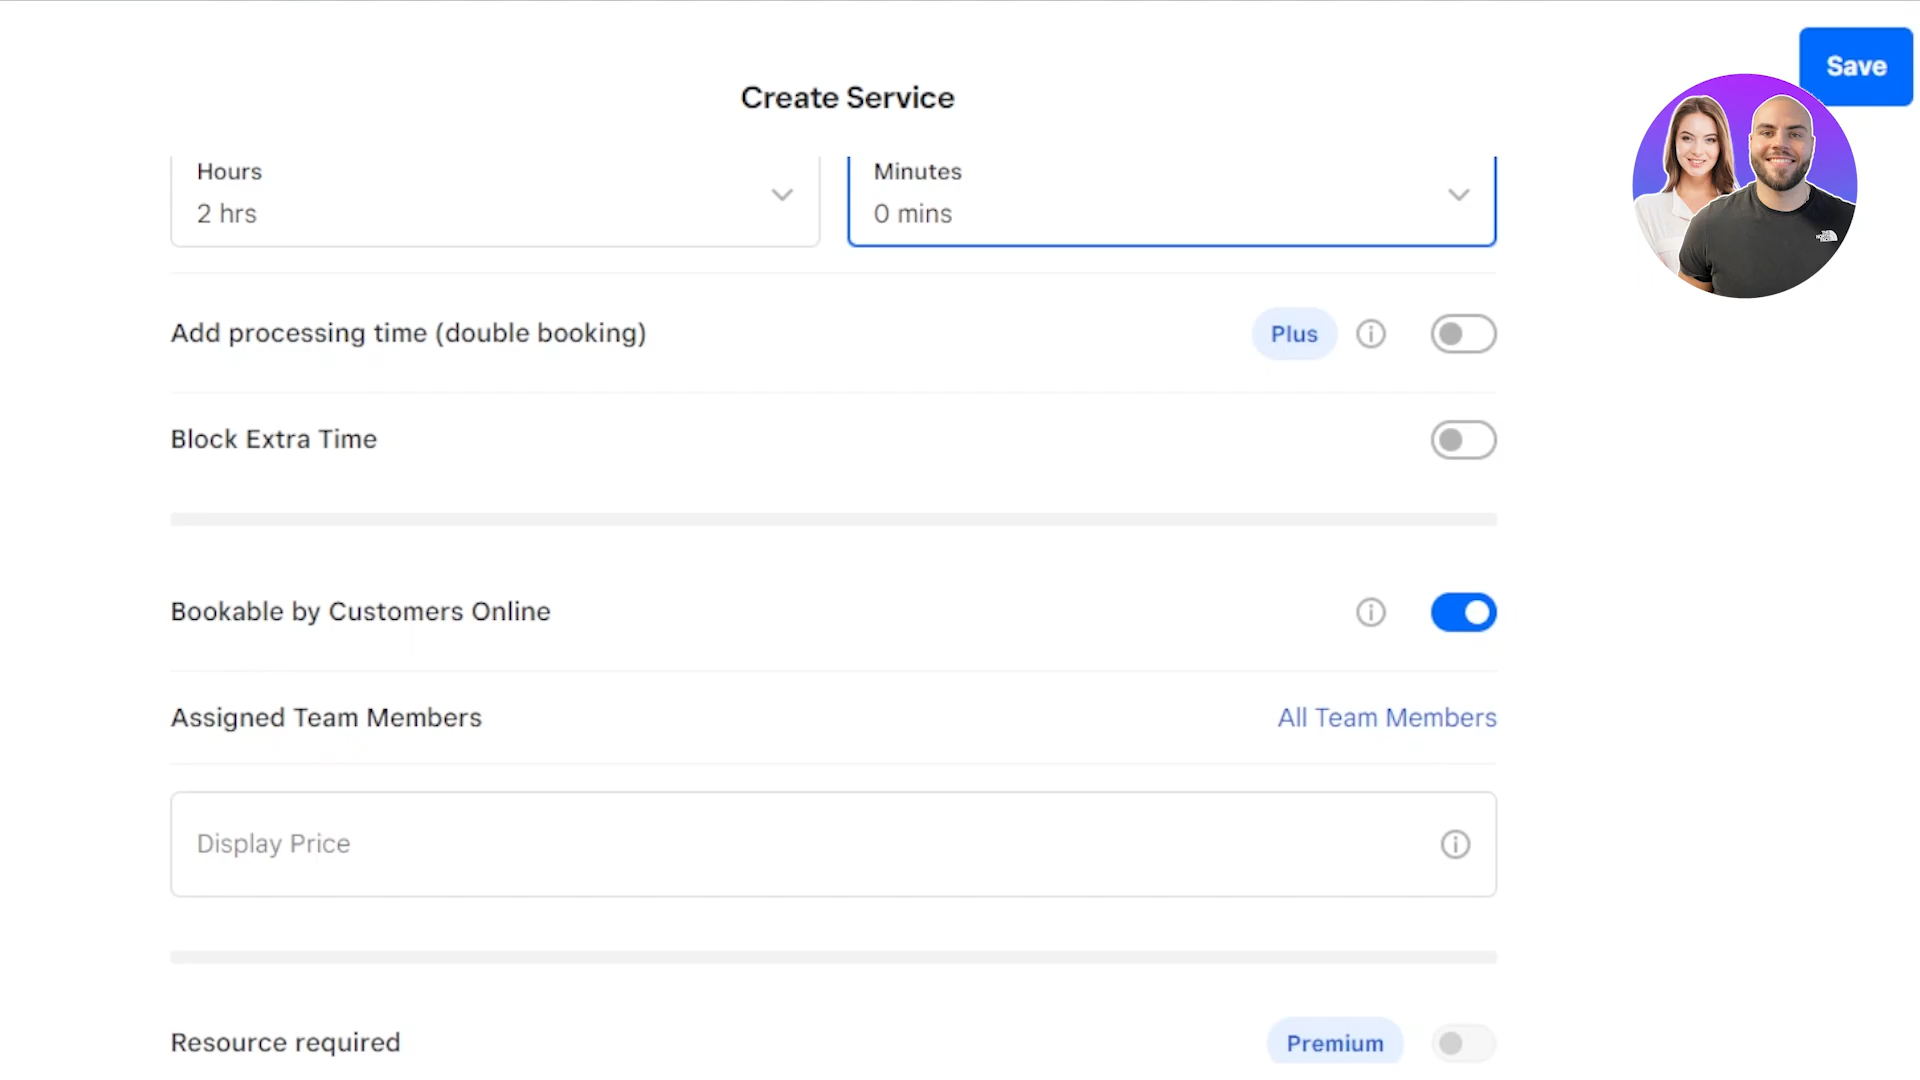 Save
Create Service
Hours
2 hrs
Minutes
0 mins
Add processing time (double booking)
Plus
Block Extra Time
Bookable by Customers Online
Assigned Team Members
All Team Members
Display Price
Resource required
Premium